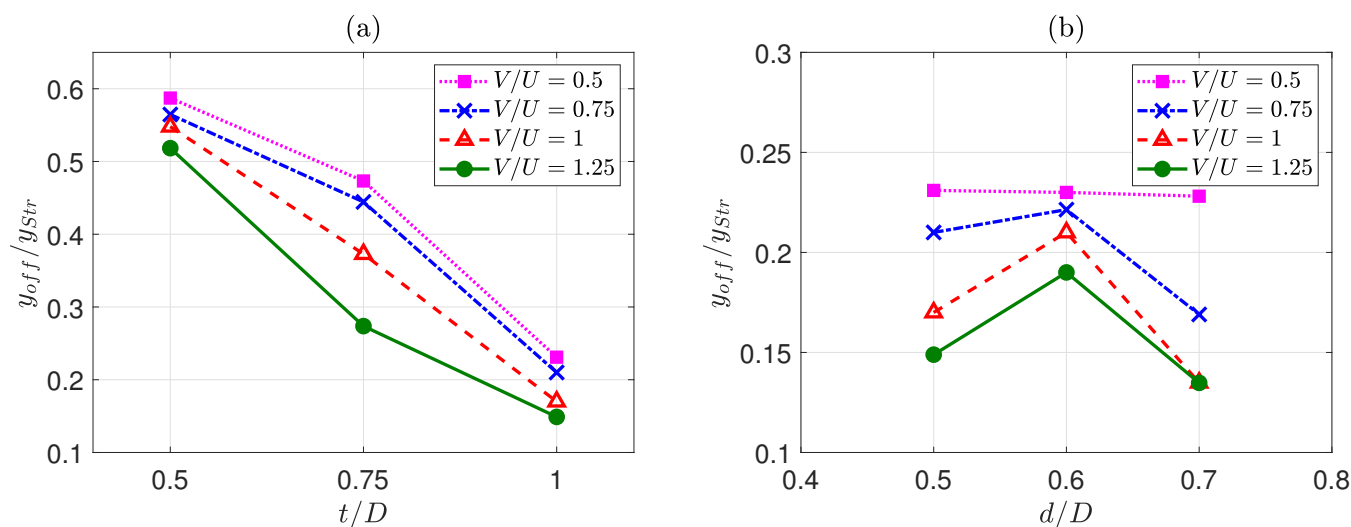 (a)
0.6
0.5
0.4
0.3
0.2
0.1
y_{off}/y_{Str}
0.5
0.75
1
t/D
V/U = 0.5
V/U = 0.75
V/U = 1
V/U = 1.25
(b)
0.3
0.25
0.2
0.15
0.1
y_{off}/y_{Str}
0.4
0.5
0.6
0.7
0.8
d/D
V/U = 0.5
V/U = 0.75
V/U = 1
V/U = 1.25